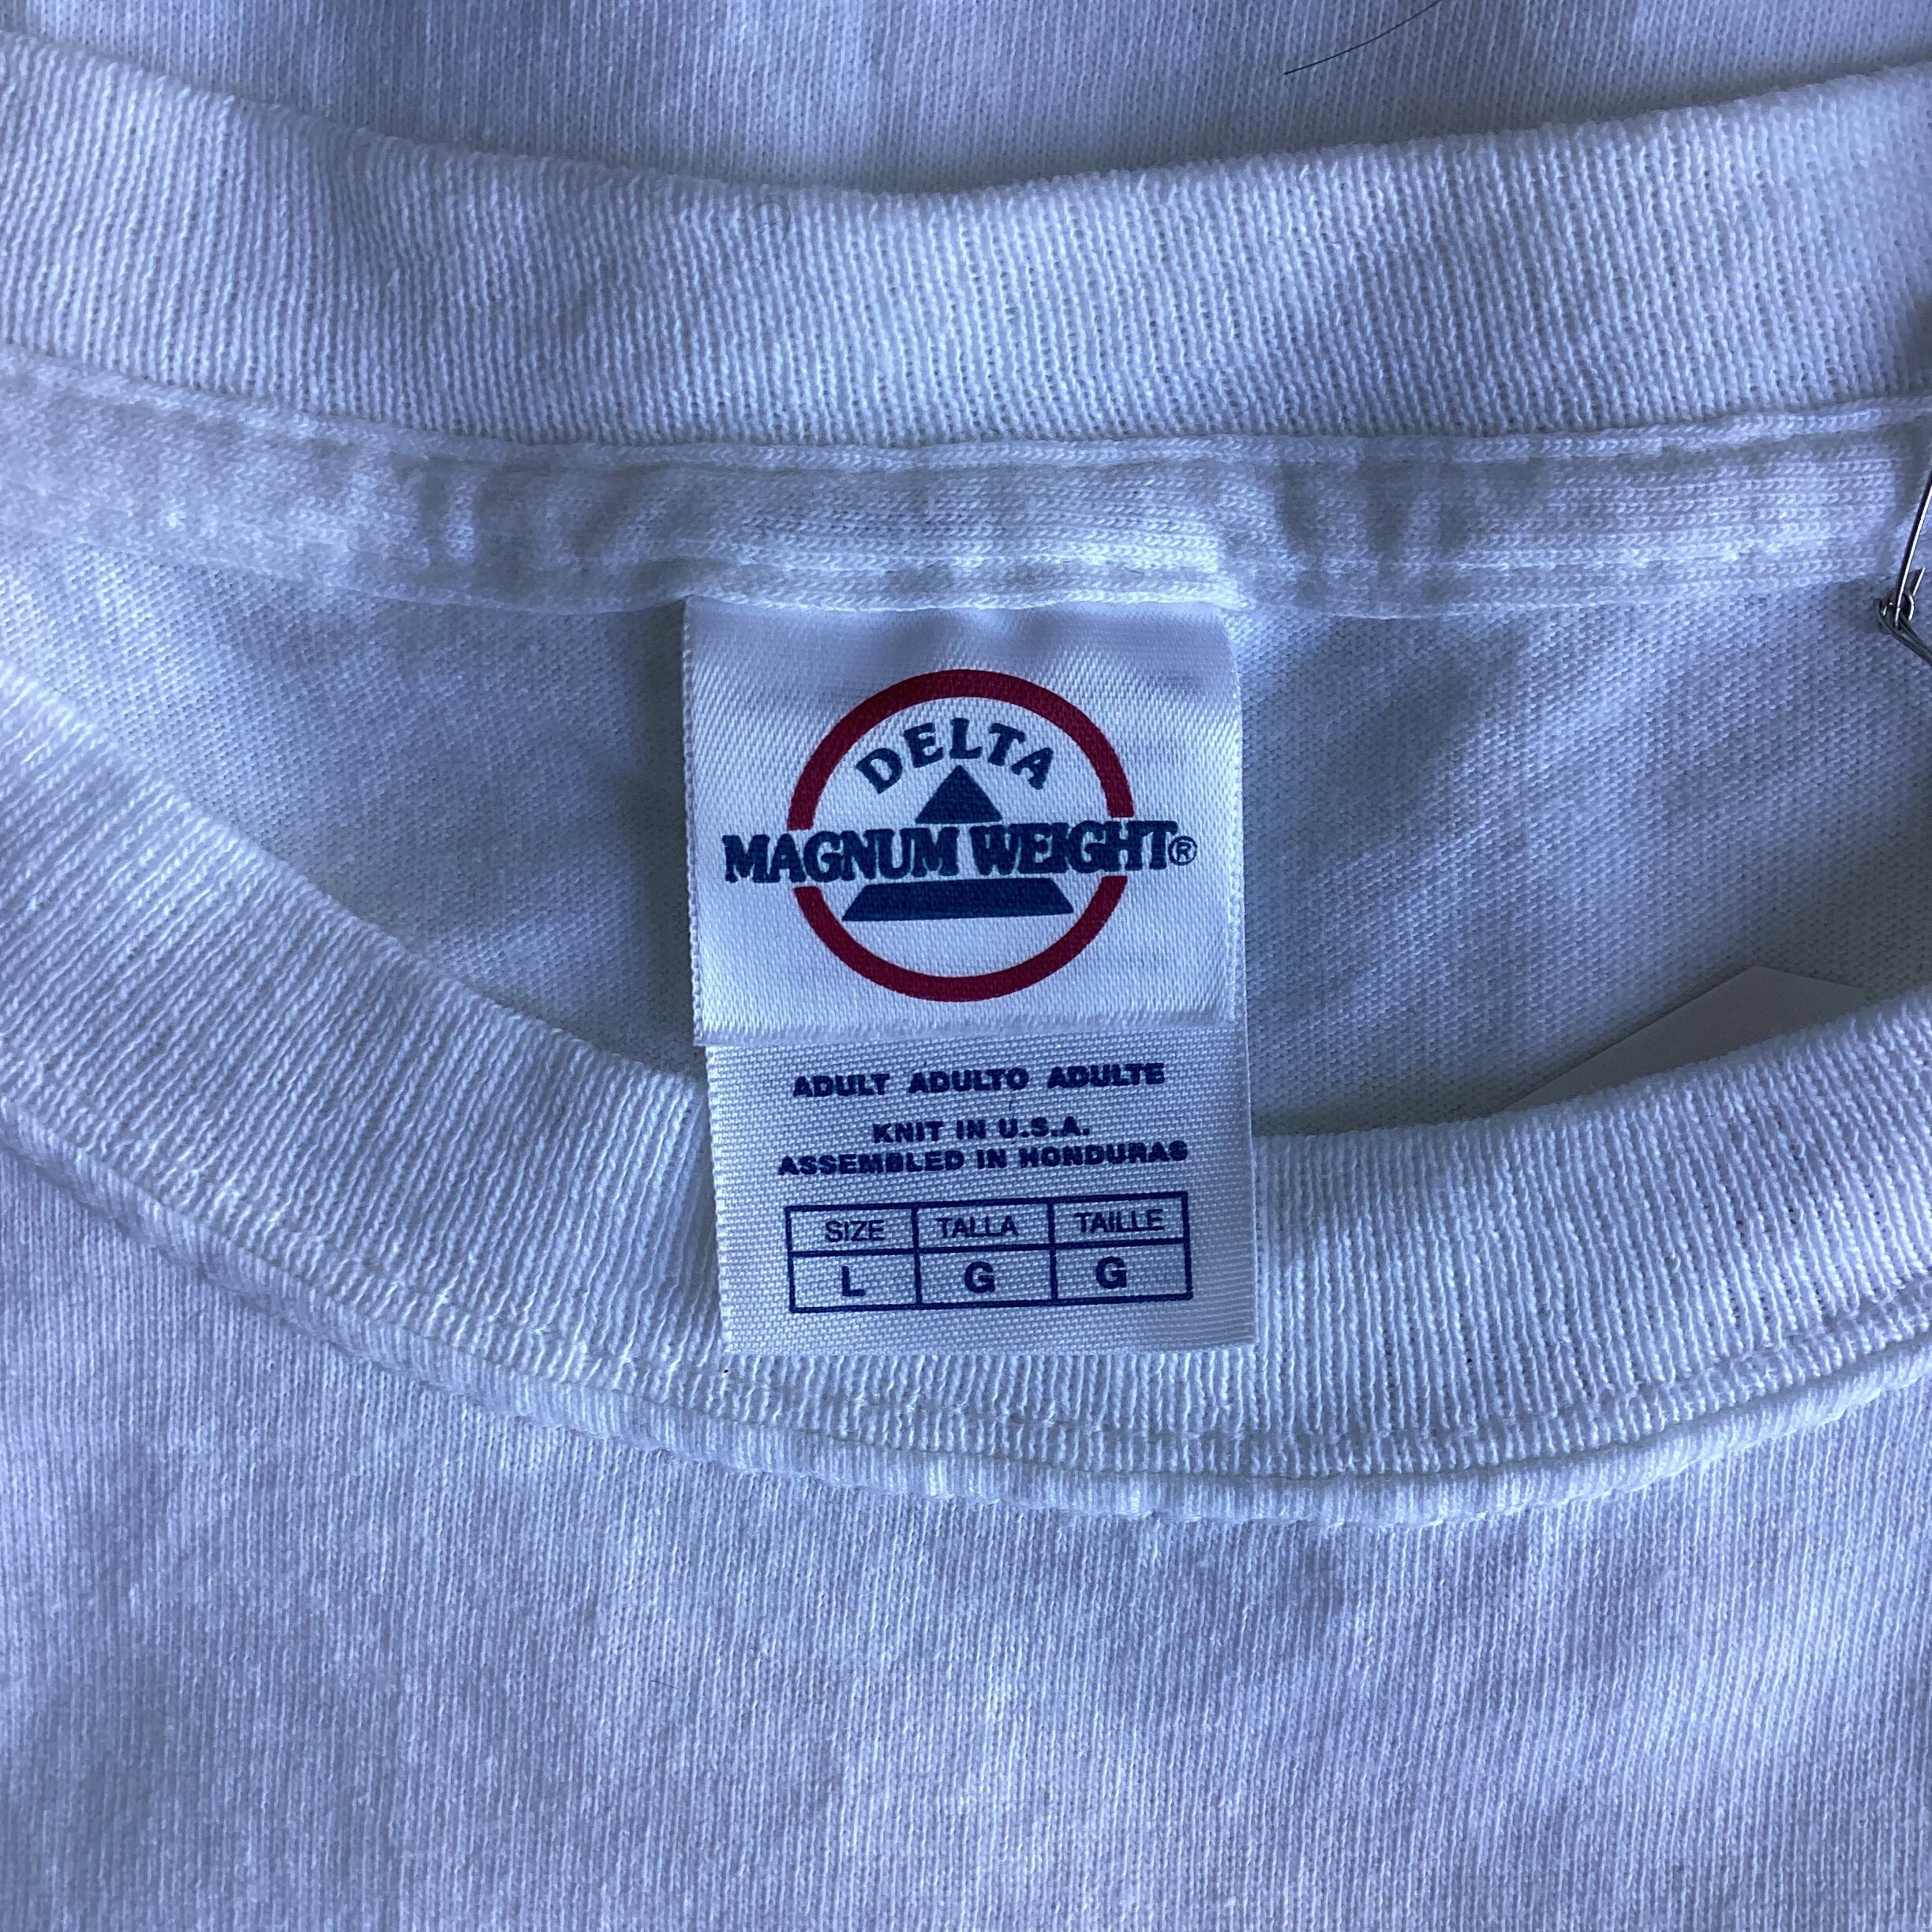 DELTA
MAGNUM WEIGHT®
ADULT ADULTO ADULTE
KNIT IN U.S.A.
ASSEMBLED IN HONDURAS
SIZE TALLA TAILLE
L G G